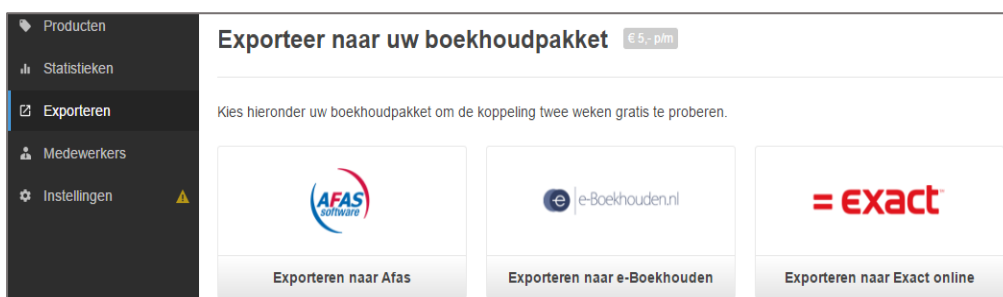 Producten
Statistieken
Exporteren
Medewerkers
Instellingen
Exporteer naar uw boekhoudpakket € 5,- p/m
Kies hieronder uw boekhoudpakket om de koppeling twee weken gratis te proberen.
AFAS
software
e e-Boekhouden.nl
= exact
Exporteren naar Afas
Exporteren naar e-Boekhouden
Exporteren naar Exact online